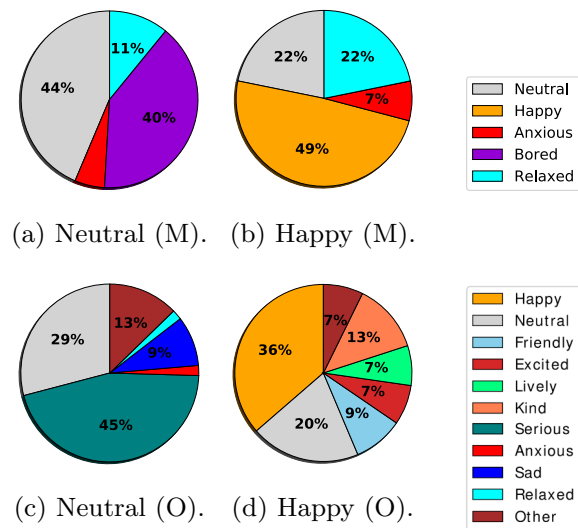 11%
44%
40%
22%
22%
7%
49%
Neutral
Happy
Anxious
Bored
Relaxed
(a) Neutral (M).
(b) Happy (M).
13%
29%
9%
45%
7%
13%
36%
7%
7%
20%
9%
Happy
Neutral
Friendly
Excited
Lively
Kind
Serious
Anxious
Sad
Relaxed
Other
(c) Neutral (O).
(d) Happy (O).